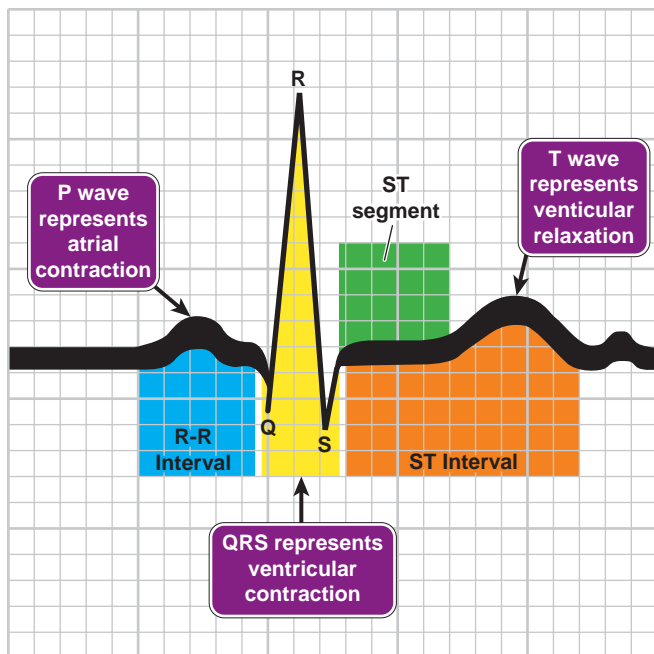 R
P wave
represents
atrial
contraction
ST
segment
T wave
represents
venticular
relaxation
Q
S
R-R
Interval
ST Interval
QRS represents
ventricular
contraction